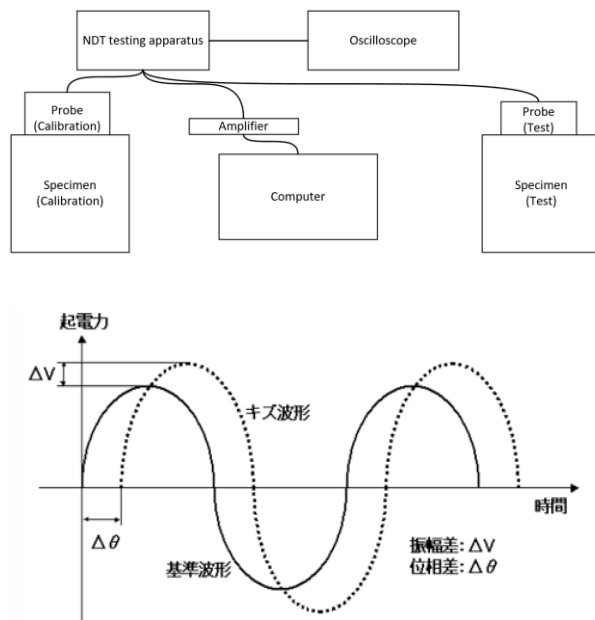 NDT testing apparatus
Oscilloscope
Probe
(Calibration)
Amplifier
Probe
(Test)
Specimen
(Calibration)
Computer
Specimen
(Test)
起電力
ΔV
キズ波形
時間
Δθ
基準波形
振幅差:ΔV
位相差:Δθ